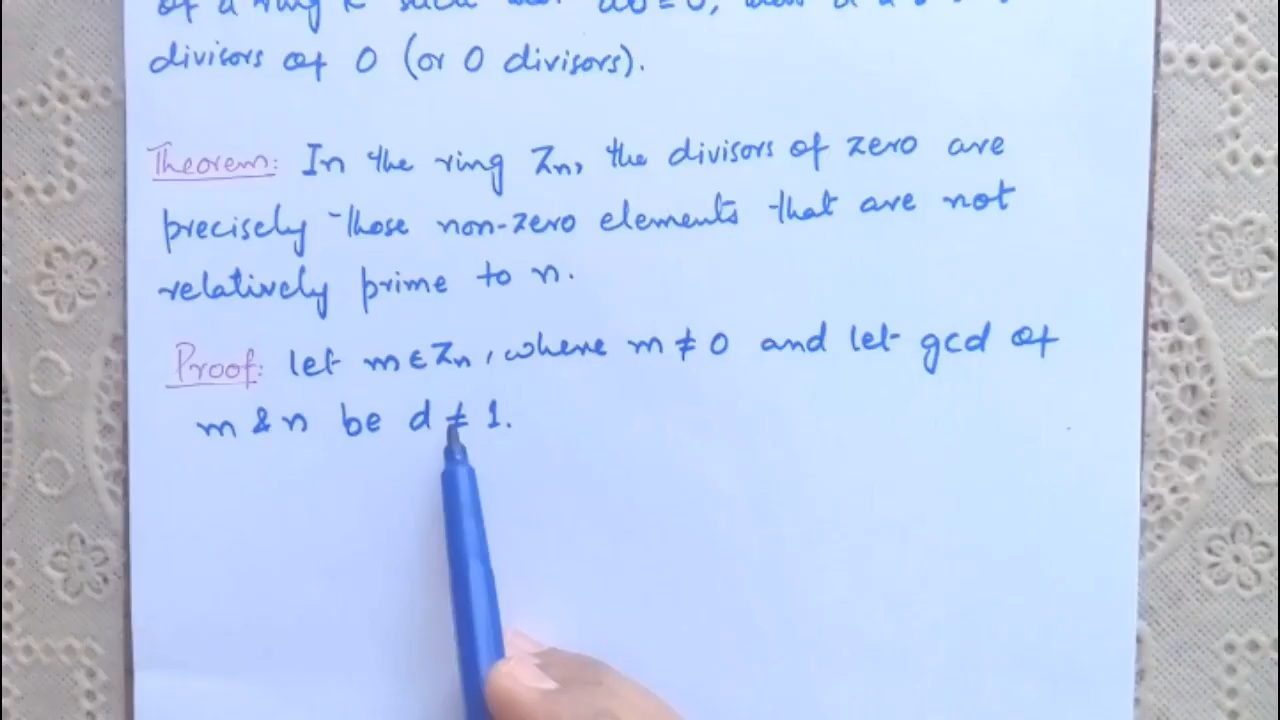 of a ring
divisors of 0 (or 0 divisors).
Theorem: In the ring Zn, the divisors of zero are
precisely those non-zero elements that are not
relatively prime to n.
Proof: let m ∈ Zn, where m ≠ 0 and let gcd of
m & n be d ≠ 1.